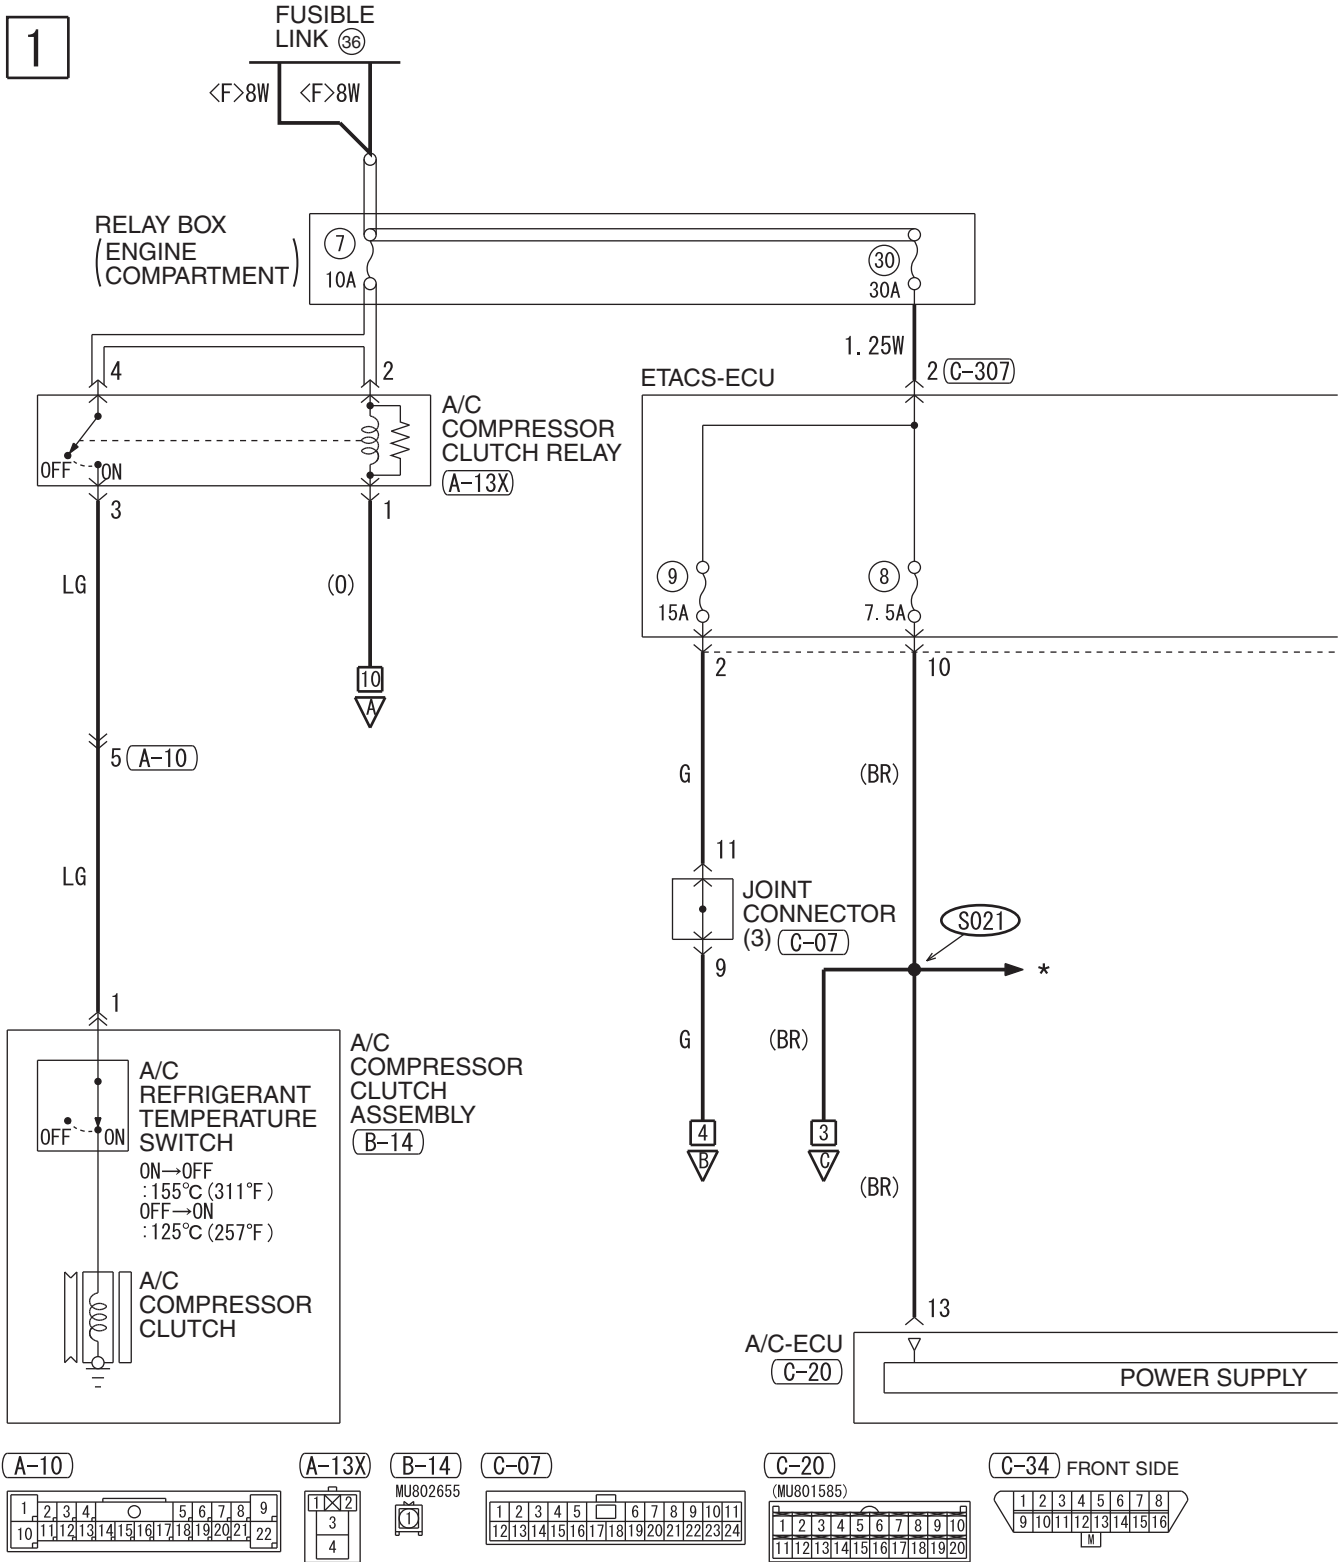 1
FUSIBLE
LINK 36
<F>8W <F>8W
RELAY BOX
(ENGINE
COMPARTMENT)
7
10A
30
30A
1.25W
4
2
2 C-307
ETACS-ECU
A/C
COMPRESSOR
CLUTCH RELAY
A-13X
OFF ON
3
1
LG
(O)
9
15A
8
7.5A
10
A
2
10
5 A-10
G
(BR)
LG
11
JOINT
CONNECTOR
(3) C-07
S021
9
*
1
G
(BR)
A/C
COMPRESSOR
CLUTCH
ASSEMBLY
B-14
A/C
REFRIGERANT
TEMPERATURE
SWITCH
OFF ON
ON→OFF
:155°C(311°F)
OFF→ON
:125°C(257°F)
4
B
3
C
(BR)
A/C
COMPRESSOR
CLUTCH
13
A/C-ECU
C-20
POWER SUPPLY
A-10
1 2 3 4 5 6 7 8 9
10 11 12 13 14 15 16 17 18 19 20 21 22
A-13X
1 2
3
4
B-14
MU802655
1
C-07
1 2 3 4 5 6 7 8 9 10 11
12 13 14 15 16 17 18 19 20 21 22 23 24
C-20
(MU801585)
1 2 3 4 5 6 7 8 9 10
11 12 13 14 15 16 17 18 19 20
C-34 FRONT SIDE
1 2 3 4 5 6 7 8
9 10 11 12 13 14 15 16
M